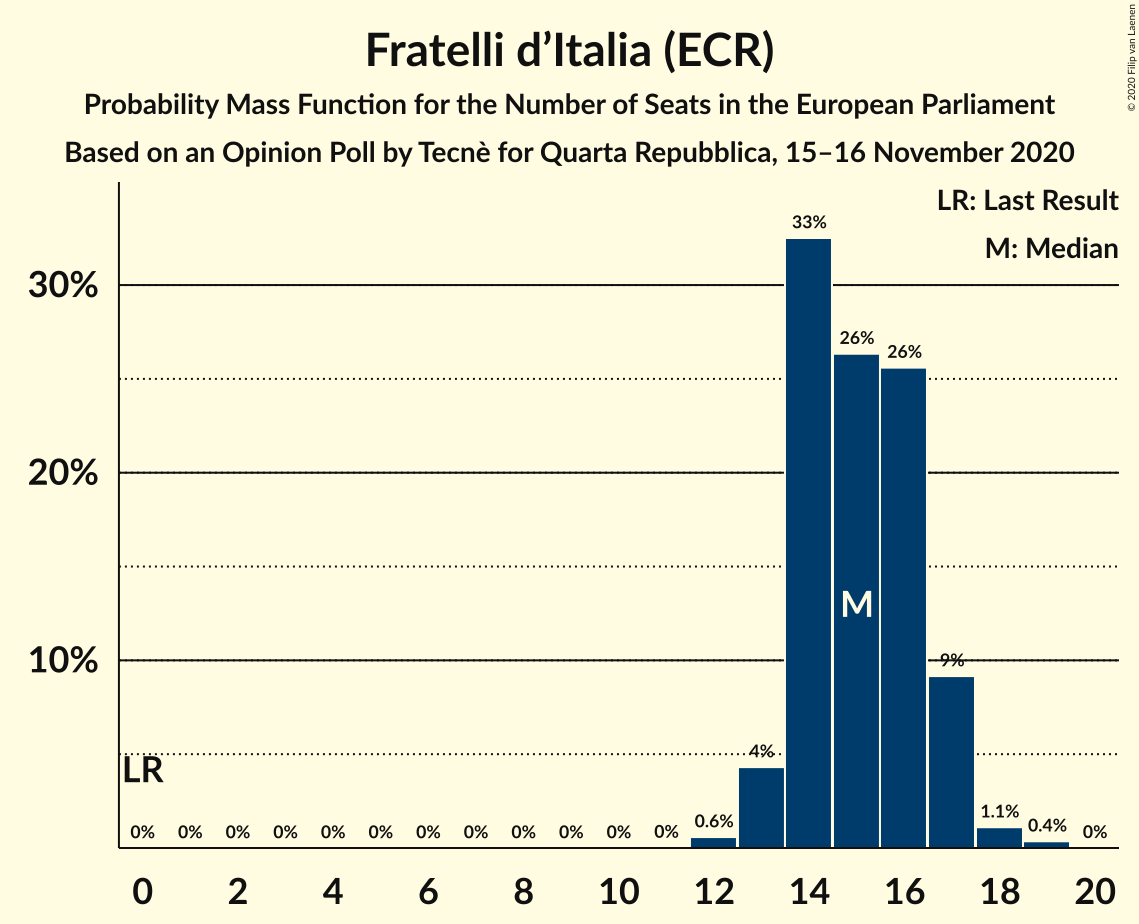 Fratelli d’Italia (ECR)
Probability Mass Function for the Number of Seats in the European Parliament
Based on an Opinion Poll by Tecnè for Quarta Repubblica, 15–16 November 2020
© 2020 Filip van Laenen
LR: Last Result
M: Median
33%
30%
26%
26%
20%
M
10%
9%
4%
LR
0% 0% 0% 0% 0% 0% 0% 0% 0% 0% 0% 0% 0.6% 1.1% 0.4% 0%
0 2 4 6 8 10 12 14 16 18 20